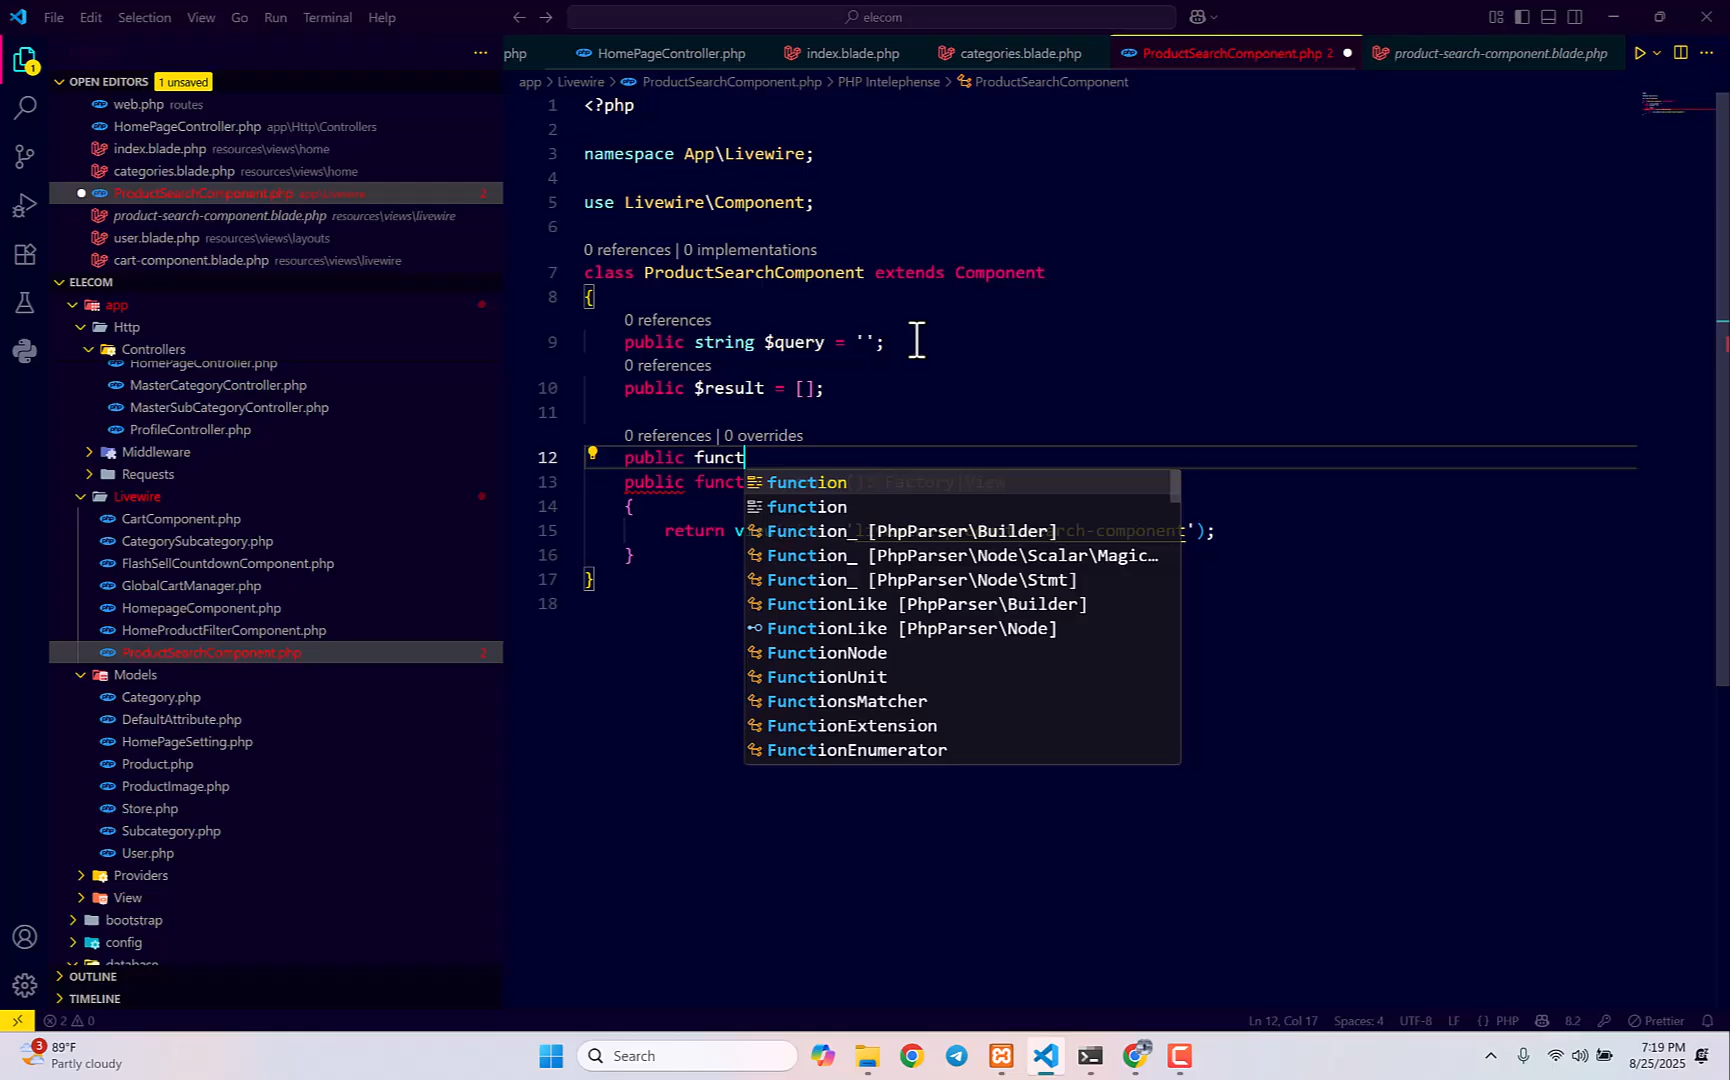 File Edit Selection View Go Run Terminal Help
elecom
php HomePageController.php index.blade.php categories.blade.php ProductSearchComponent.php 2 product-search-component.blade.php
app > Livewire > ProductSearchComponent.php > PHP Intelephense > ProductSearchComponent
OPEN EDITORS 1 unsaved
web.php routes
HomePageController.php app\Http\Controllers
index.blade.php resources\views\home
categories.blade.php resources\views\home
ProductSearchComponent.php app\Livewire 2
product-search-component.blade.php resources\views\livewire
user.blade.php resources\views\layouts
cart-component.blade.php resources\views\livewire
ELECOM
app
Http
Controllers
HomePageController.php
MasterCategoryController.php
MasterSubCategoryController.php
ProfileController.php
Middleware
Requests
Livewire
CartComponent.php
CategorySubcategory.php
FlashSellCountdownComponent.php
GlobalCartManager.php
HomepageComponent.php
HomeProductFilterComponent.php
ProductSearchComponent.php 2
Models
Category.php
DefaultAttribute.php
HomePageSetting.php
Product.php
ProductImage.php
Store.php
Subcategory.php
User.php
Providers
View
bootstrap
config
database
OUTLINE
TIMELINE
1 <?php
2
3 namespace App\Livewire;
4
5 use Livewire\Component;
6
0 references | 0 implementations
7 class ProductSearchComponent extends Component
8 {
0 references
9 public string $query = '';
0 references
10 public $result = [];
11
0 references | 0 overrides
12 public funct
13 public funct (): Factory|View
14 {
15 return v rch-component');
16 }
17 }
18
function
function
Function_ [PhpParser\Builder]
Function_ [PhpParser\Node\Scalar\Magic...
Function_ [PhpParser\Node\Stmt]
FunctionLike [PhpParser\Builder]
FunctionLike [PhpParser\Node]
FunctionNode
FunctionUnit
FunctionsMatcher
FunctionExtension
FunctionEnumerator
2 0 Ln 12, Col 17 Spaces: 4 UTF-8 LF {} PHP 8.2 Prettier
3 89°F
Partly cloudy
Search
7:19 PM
8/25/2025